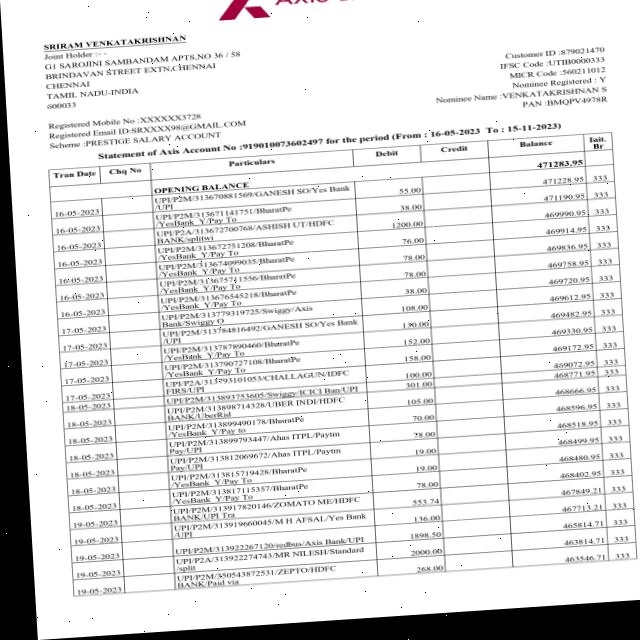 AXIS
SRIRAM VENKATAKRISHNAN
Joint Holder :- -
G1 SAROJINI SAMBANDAM APTS,NO 36 / 58
BRINDAVAN STREET EXTN,CHENNAI
CHENNAI
TAMIL NADU-INDIA
600033
Customer ID :879021470
IFSC Code :UTIB0000333
MICR Code :560211012
Nominee Registered : Y
Nominee Name :VENKATAKRISHNAN S
PAN :BMQPV4978R
Registered Mobile No :XXXXXX3728
Registered Email ID:SRXXXX98@GMAIL.COM
Scheme :PRESTIGE SALARY ACCOUNT
Statement of Axis Account No :919010073602497 for the period (From : 16-05-2023 To : 15-11-2023)
Tran Date Chq No Particulars Debit Credit Balance Init. Br
OPENING BALANCE 471283.95
16-05-2023 UPI/P2M/313670881569/GANESH SO/Yes Bank /UPI 55.00 471228.95 333
16-05-2023 UPI/P2M/313671141751/BharatPe /YesBank_Y/Pay To 38.00 471190.95 333
16-05-2023 UPI/P2A/313672700768/ASHISH UT/HDFC BANK/splitwi 1200.00 469990.95 333
16-05-2023 UPI/P2M/313672751208/BharatPe /YesBank_Y/Pay To 76.00 469914.95 333
16-05-2023 UPI/P2M/313674099035/BharatPe /YesBank_Y/Pay To 78.00 469836.95 333
16-05-2023 /BharatPe /YesBank_Y/Pay To 78.00 469758.95 333
17-05-2023 UPI/P2M/313676545218/BharatPe /YesBank_Y/Pay To 38.00 469720.95 333
17-05-2023 UPI/P2M/313779319725/Swiggy/Axis Bank/Swiggy O 108.00 469612.95 333
17-05-2023 UPI/P2M/313784816492/GANESH SO/Yes Bank /UPI 130.00 469482.95 333
17-05-2023 UPI/P2M/313787890460/BharatPe /YesBank_Y/Pay To 152.00 469330.95 333
17-05-2023 UPI/P2M/313790727108/BharatPe /YesBank_Y/Pay To 158.00 469172.95 333
17-05-2023 UPI/P2A/313793101053/CHALLAGUN/IDFC FIRS/UPI 100.00 469072.95 333
18-05-2023 UPI/P2M/313893753605/Swiggy/ICICI Ban/UPI 301.00 468771.95 333
18-05-2023 UPI/P2M/313898714328/UBER INDI/HDFC BANK/UberRid 105.00 468666.95 333
18-05-2023 UPI/P2M/313899490178/BharatPe /YesBank_Y/Pay to 70.00 468596.95 333
18-05-2023 UPI/P2M/313899793447/Ahas ITPL/Paytm Pay/UPI 78.00 468518.95 333
18-05-2023 UPI/P2M/313812069672/Ahas ITPL/Paytm Pay/UPI 19.00 468499.95 333
18-05-2023 UPI/P2M/313815719428/BharatPe /YesBank_Y/Pay To 19.00 468480.95 333
18-05-2023 UPI/P2M/313817115357/BharatPe /YesBank_Y/Pay To 78.00 468402.95 333
19-05-2023 UPI/P2M/313917820146/ZOMATO ME/HDFC BANK/UPI Tra 553.74 467849.21 333
19-05-2023 UPI/P2M/313919660045/M H AFSAL/Yes Bank /UPI 136.00 467713.21 333
19-05-2023 UPI/P2M/313922267120/redbus/Axis Bank/UPI 1898.50 465814.71 333
19-05-2023 UPI/P2A/313922274743/MR NILESH/Standard /split 2000.00 463814.71 333
19-05-2023 UPI/P2M/350543872531/ZEPTO/HDFC BANK/Paid via 268.00 463546.71 333